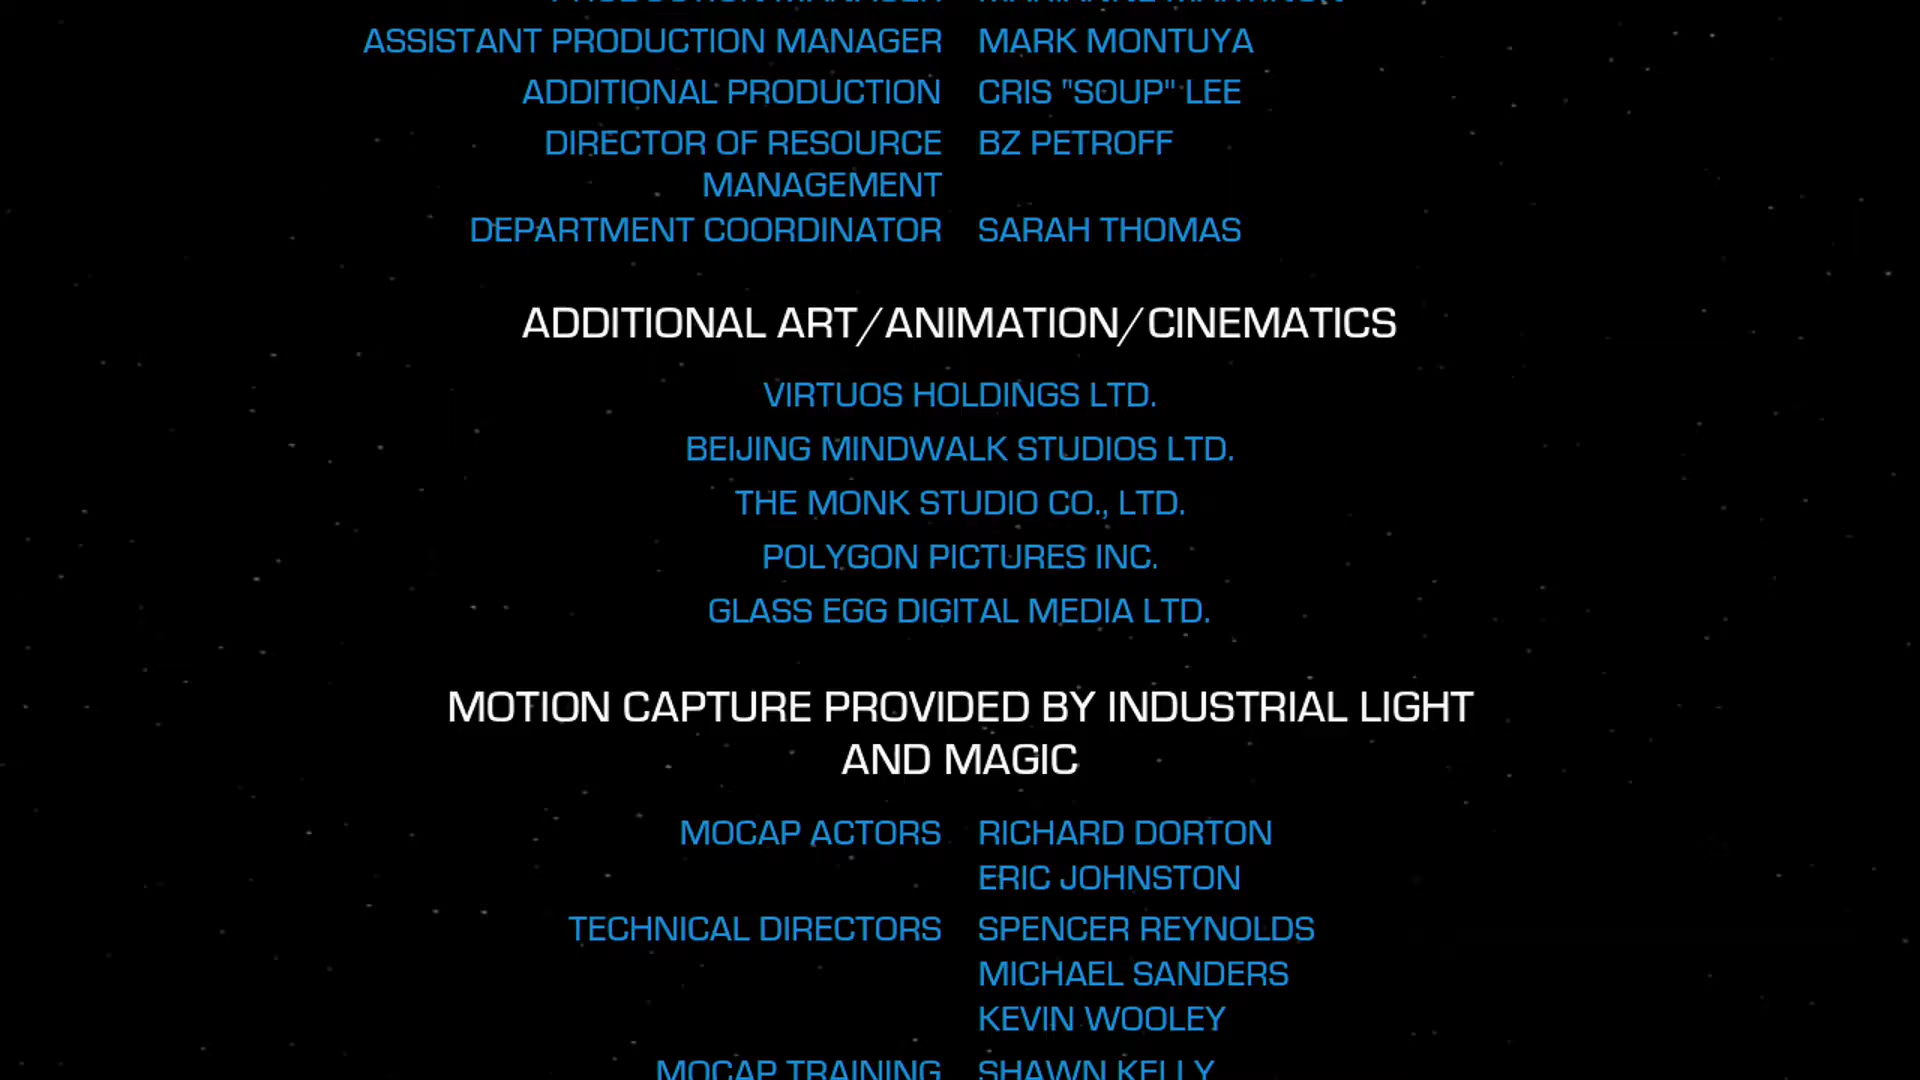 PRODUCTION MANAGER
ASSISTANT PRODUCTION MANAGER MARK MONTUYA
ADDITIONAL PRODUCTION CRIS "SOUP" LEE
DIRECTOR OF RESOURCE BZ PETROFF
MANAGEMENT
DEPARTMENT COORDINATOR SARAH THOMAS
ADDITIONAL ART/ANIMATION/CINEMATICS
VIRTUOS HOLDINGS LTD.
BEIJING MINDWALK STUDIOS LTD.
THE MONK STUDIO CO., LTD.
POLYGON PICTURES INC.
GLASS EGG DIGITAL MEDIA LTD.
MOTION CAPTURE PROVIDED BY INDUSTRIAL LIGHT
AND MAGIC
MOCAP ACTORS RICHARD DORTON
ERIC JOHNSTON
TECHNICAL DIRECTORS SPENCER REYNOLDS
MICHAEL SANDERS
KEVIN WOOLEY
MOCAP TRAINING SHAWN KELLY